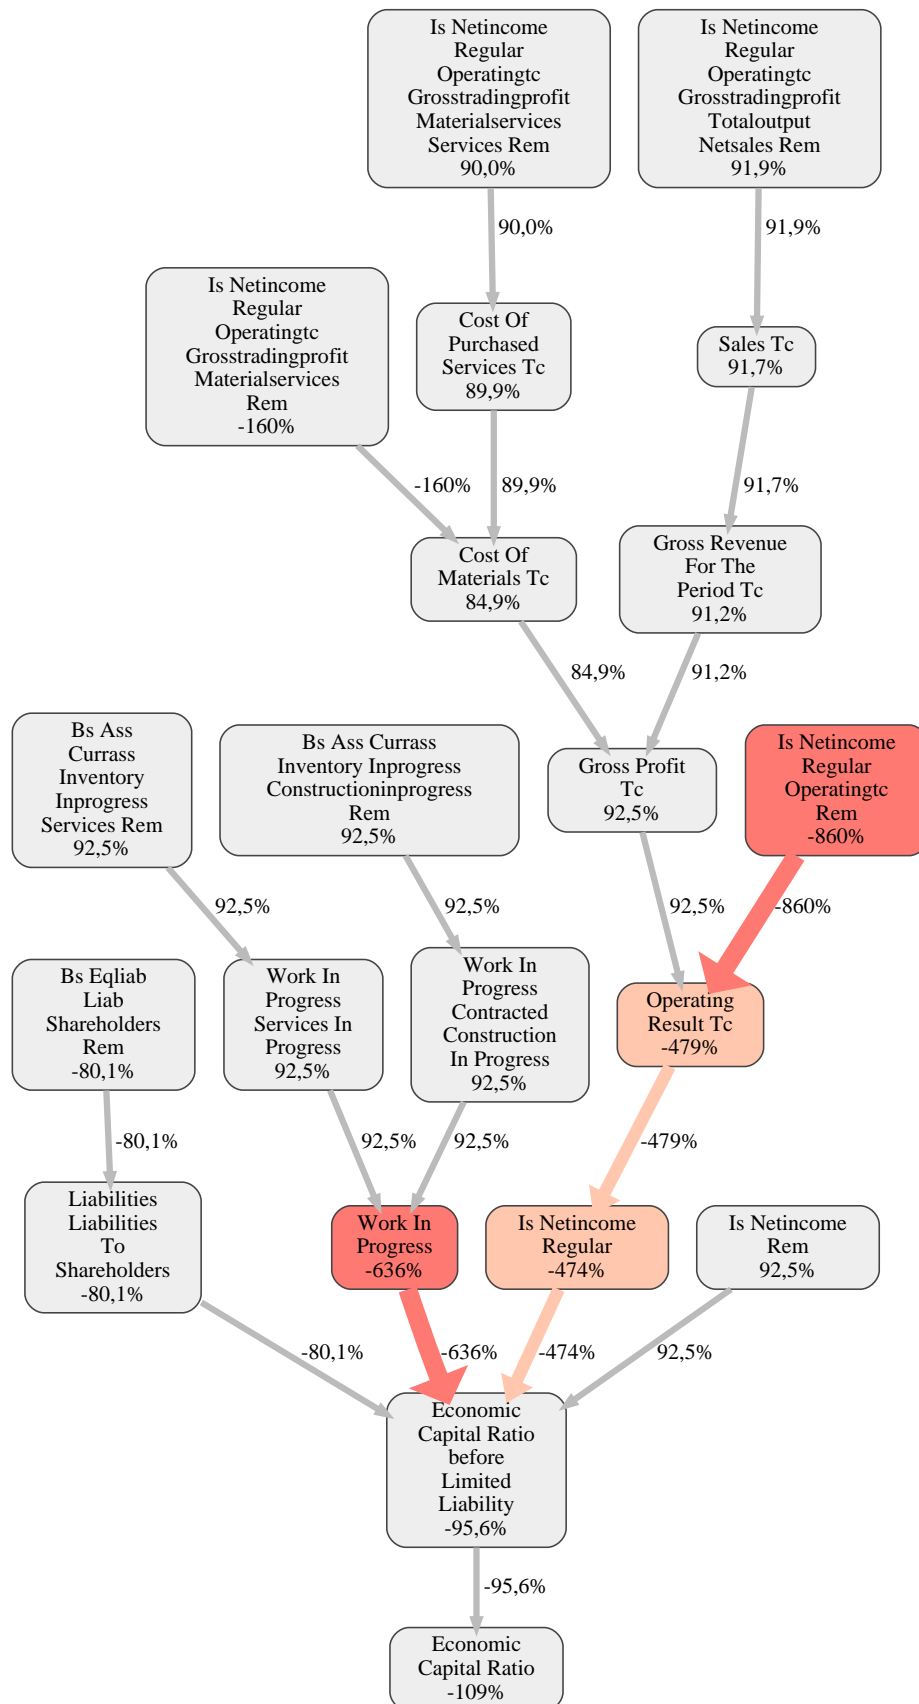 Is Netincome
Regular
Operatingtc
Grosstradingprofit
Materialservices
Services Rem
90,0%
Is Netincome
Regular
Operatingtc
Grosstradingprofit
Totaloutput
Netsales Rem
91,9%
90,0%
91,9%
Is Netincome
Regular
Operatingtc
Grosstradingprofit
Materialservices
Rem
-160%
Cost Of
Purchased
Services Tc
89,9%
Sales Tc
91,7%
-160%
89,9%
91,7%
Cost Of
Materials Tc
84,9%
Gross Revenue
For The
Period Tc
91,2%
84,9%
91,2%
Bs Ass
Currass
Inventory
Inprogress
Services Rem
92,5%
Bs Ass Currass
Inventory Inprogress
Constructioninprogress
Rem
92,5%
Gross Profit
Tc
92,5%
Is Netincome
Regular
Operatingtc
Rem
-860%
92,5%
92,5%
92,5%
-860%
Bs Eqliab
Liab
Shareholders
Rem
-80,1%
Work In
Progress
Services In
Progress
92,5%
Work In
Progress
Contracted
Construction
In Progress
92,5%
Operating
Result Tc
-479%
-80,1%
92,5%
92,5%
-479%
Liabilities
Liabilities
To
Shareholders
-80,1%
Work In
Progress
-636%
Is Netincome
Regular
-474%
Is Netincome
Rem
92,5%
-80,1%
-636%
-474%
92,5%
Economic
Capital Ratio
before
Limited
Liability
-95,6%
-95,6%
Economic
Capital Ratio
-109%